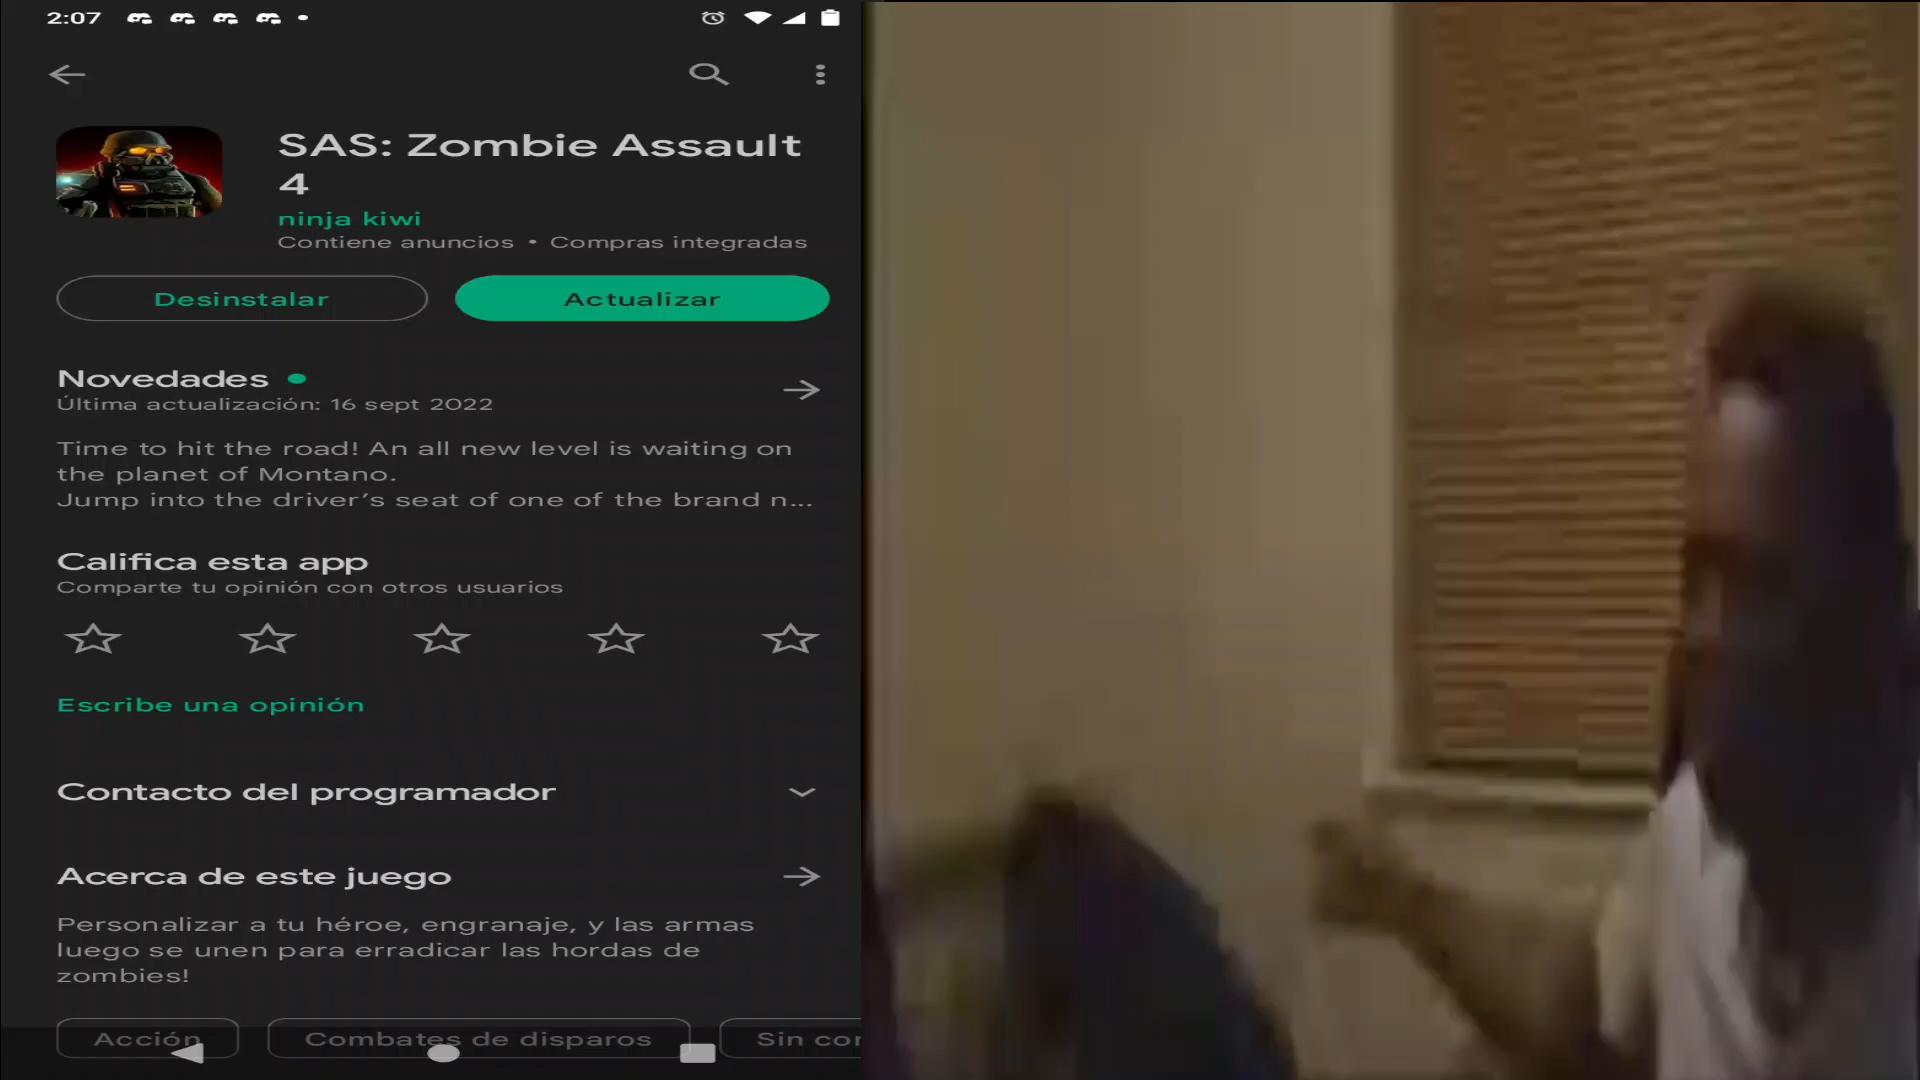 2:07
SAS: Zombie Assault
4
ninja kiwi
Contiene anuncios • Compras integradas
Desinstalar
Actualizar
Novedades
Última actualización: 16 sept 2022
Time to hit the road! An all new level is waiting on
the planet of Montano.
Jump into the driver's seat of one of the brand n...
Califica esta app
Comparte tu opinión con otros usuarios
Escribe una opinión
Contacto del programador
Acerca de este juego
Personalizar a tu héroe, engranaje, y las armas
luego se unen para erradicar las hordas de
zombies!
Acción
Combates de disparos
Sin cor